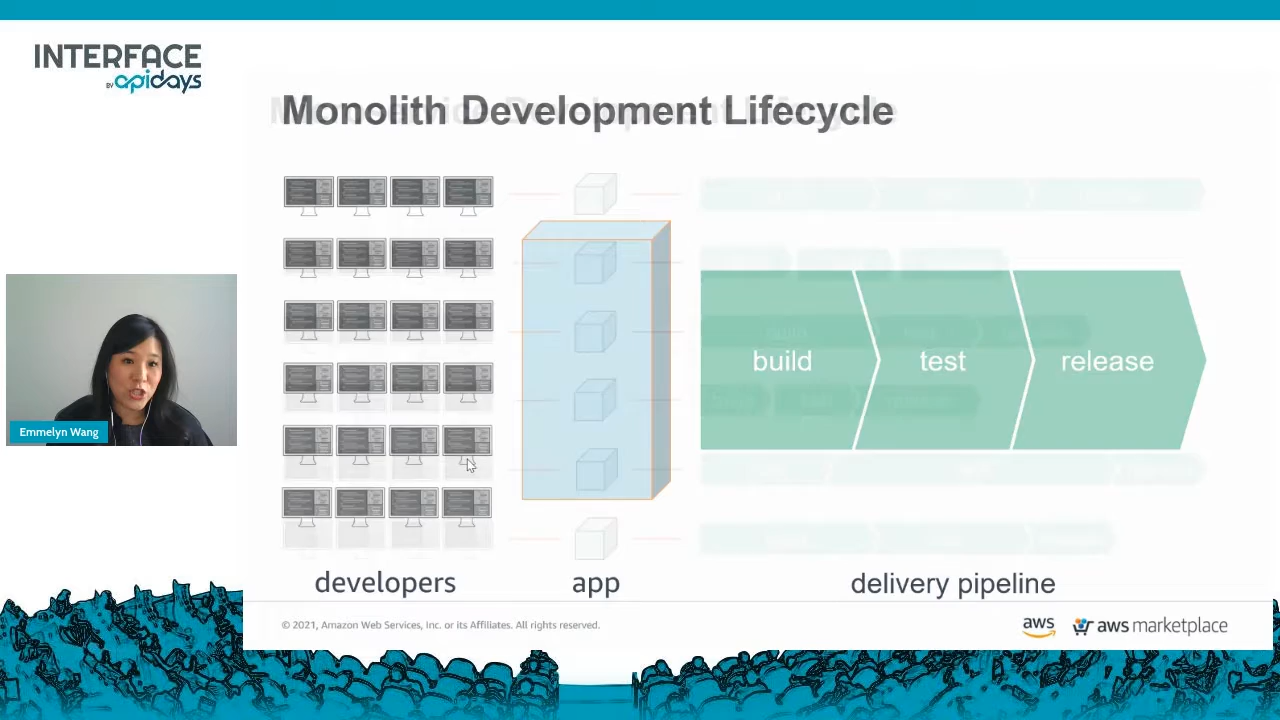 INTERFACE
BY apidays
Monolith Development Lifecycle
build
test
release
Emmelyn Wang
developers
app
delivery pipeline
© 2021, Amazon Web Services, Inc. or its Affiliates. All rights reserved.
aws
aws marketplace